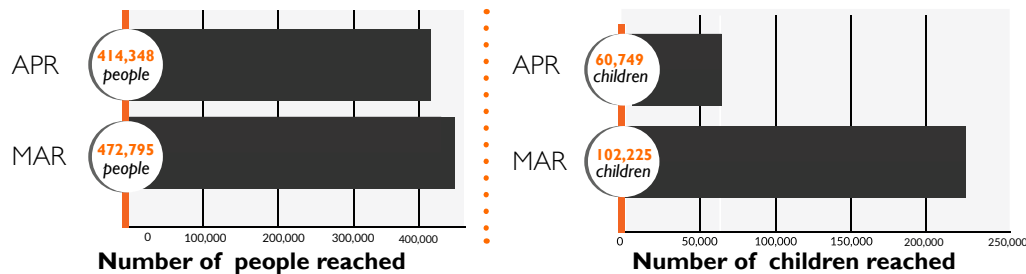 APR
414,348
people
MAR
472,795
people
0 100,000 200,000 300,000 400,000
Number of people reached
APR
60,749
children
MAR
102,225
children
0 50,000 100,000 150,000 200,000 250,000
Number of children reached